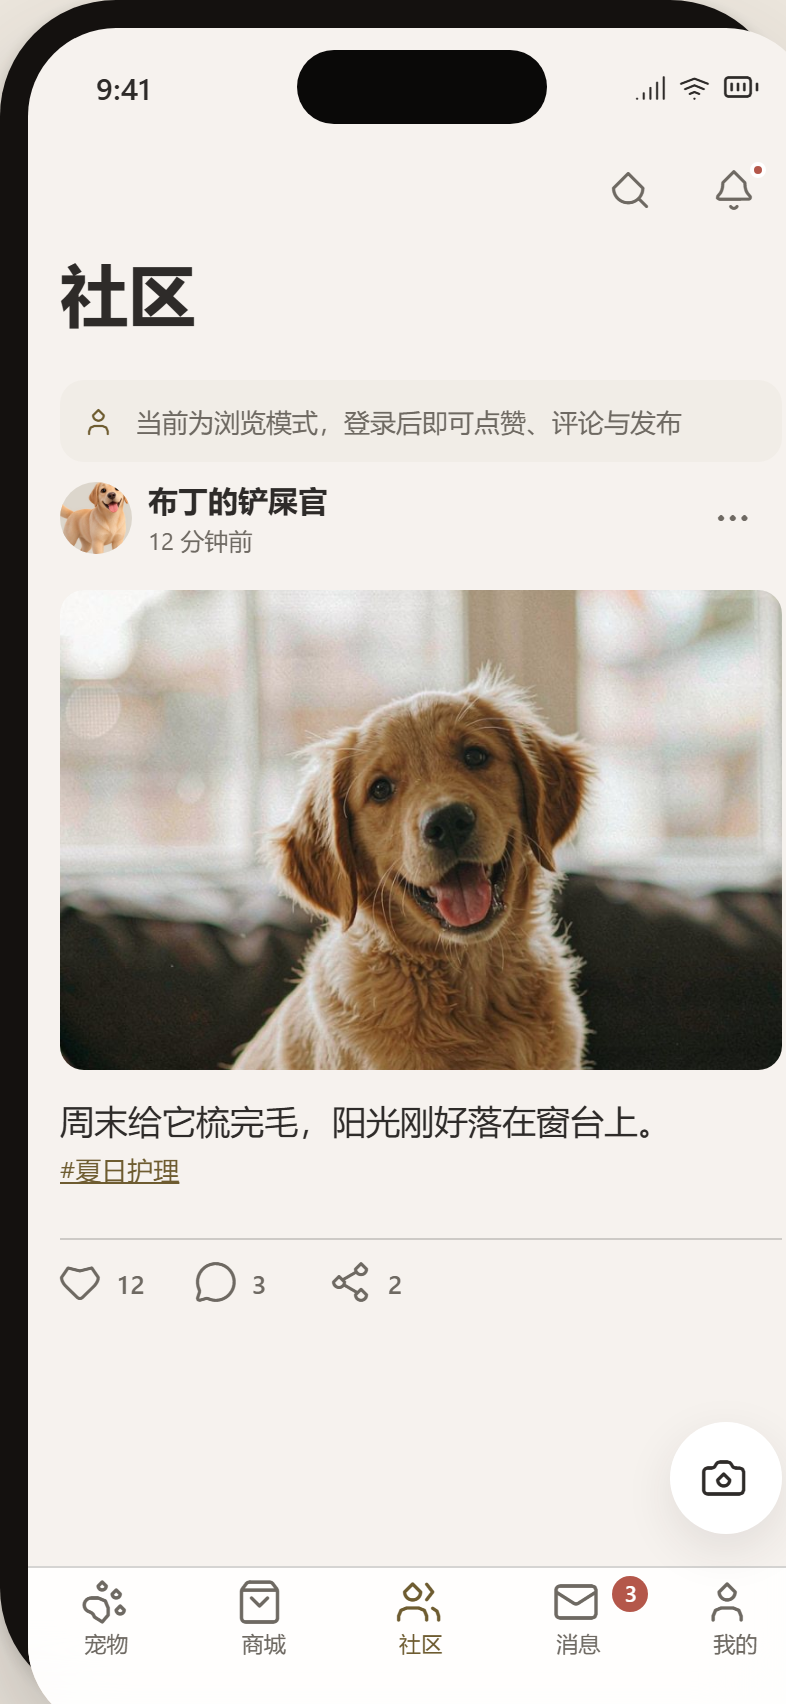 9:41
社区
当前为浏览模式，登录后即可点赞、评论与发布
布丁的铲屎官
12 分钟前
周末给它梳完毛，阳光刚好落在窗台上。
#夏日护理
12 3 2
3
宠物 商城 社区 消息 我的